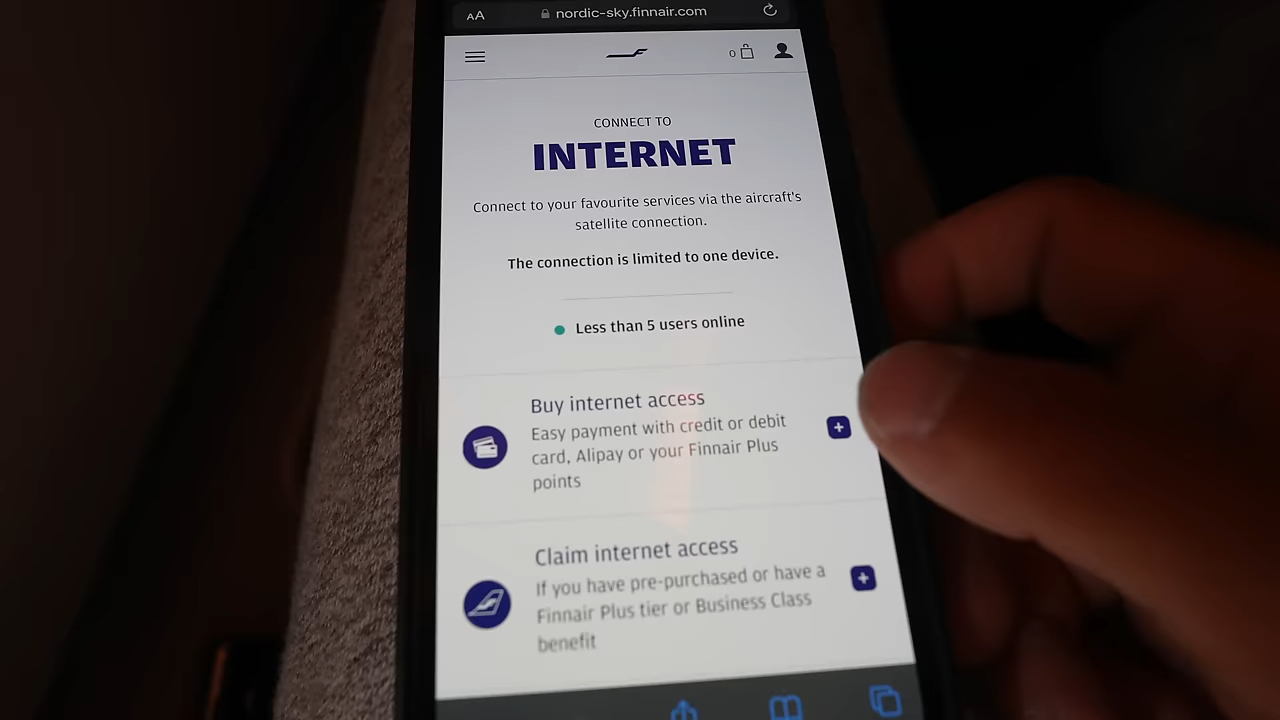 AA nordic-sky.finnair.com
0
CONNECT TO
INTERNET
Connect to your favourite services via the aircraft's
satellite connection.
The connection is limited to one device.
Less than 5 users online
Buy internet access
Easy payment with credit or debit
card, Alipay or your Finnair Plus
points
Claim internet access
If you have pre-purchased or have a
Finnair Plus tier or Business Class
benefit